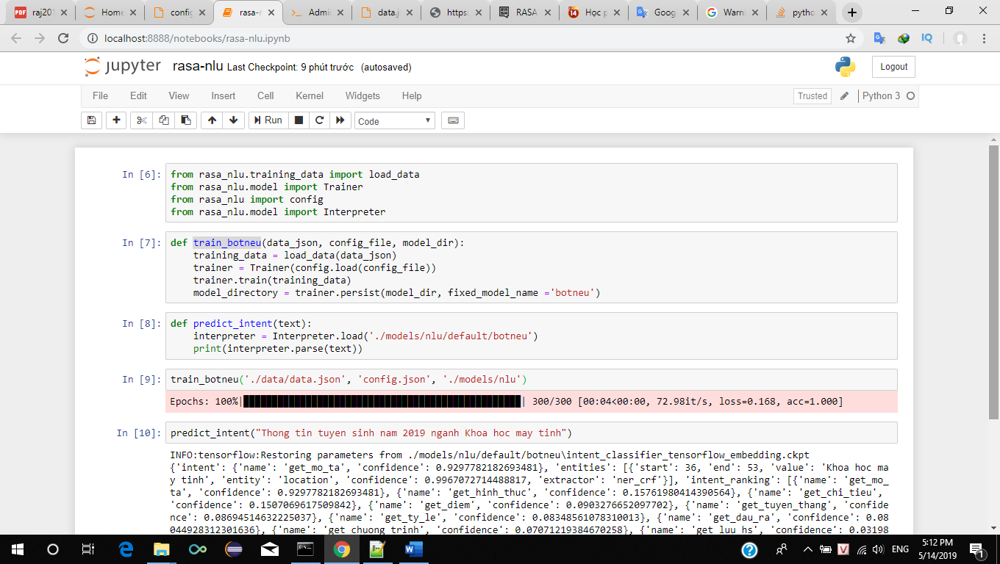 PDF raj201
Home
config
rasa-n
Admin
data.j
https:
RASA
14 Học p
Goog
Warni
pytho
localhost:8888/notebooks/rasa-nlu.ipynb
IQ
jupyter rasa-nlu Last Checkpoint: 9 phút trước (autosaved)
Logout
File Edit View Insert Cell Kernel Widgets Help
Trusted Python 3
Run Code
In [6]: from rasa_nlu.training_data import load_data
from rasa_nlu.model import Trainer
from rasa_nlu import config
from rasa_nlu.model import Interpreter
In [7]: def train_botneu(data_json, config_file, model_dir):
training_data = load_data(data_json)
trainer = Trainer(config.load(config_file))
trainer.train(training_data)
model_directory = trainer.persist(model_dir, fixed_model_name ='botneu')
In [8]: def predict_intent(text):
interpreter = Interpreter.load('./models/nlu/default/botneu')
print(interpreter.parse(text))
In [9]: train_botneu('./data/data.json', 'config.json', './models/nlu')
Epochs: 100%| | 300/300 [00:04<00:00, 72.98it/s, loss=0.168, acc=1.000]
In [10]: predict_intent("Thong tin tuyen sinh nam 2019 nganh Khoa hoc may tinh")
INFO:tensorflow:Restoring parameters from ./models/nlu/default/botneu\intent_classifier_tensorflow_embedding.ckpt
{'intent': {'name': 'get_mo_ta', 'confidence': 0.9297782182693481}, 'entities': [{'start': 36, 'end': 53, 'value': 'Khoa hoc ma
y tinh', 'entity': 'location', 'confidence': 0.9967072714488817, 'extractor': 'ner_crf'}], 'intent_ranking': [{'name': 'get_mo_
ta', 'confidence': 0.9297782182693481}, {'name': 'get_hinh_thuc', 'confidence': 0.15761980414390564}, {'name': 'get_chi_tieu',
'confidence': 0.1507069617509842}, {'name': 'get_diem', 'confidence': 0.0903276652097702}, {'name': 'get_tuyen_thang', 'confide
nce': 0.08694514632225037}, {'name': 'get_ty_le', 'confidence': 0.08348561078310013}, {'name': 'get_dau_ra', 'confidence': 0.08
044928312301636}, {'name': 'get_chuong_trinh', 'confidence': 0.07071219384670258}, {'name': 'get_luu_hs', 'confidence': 0.03198
ENG
5:12 PM
5/14/2019
1